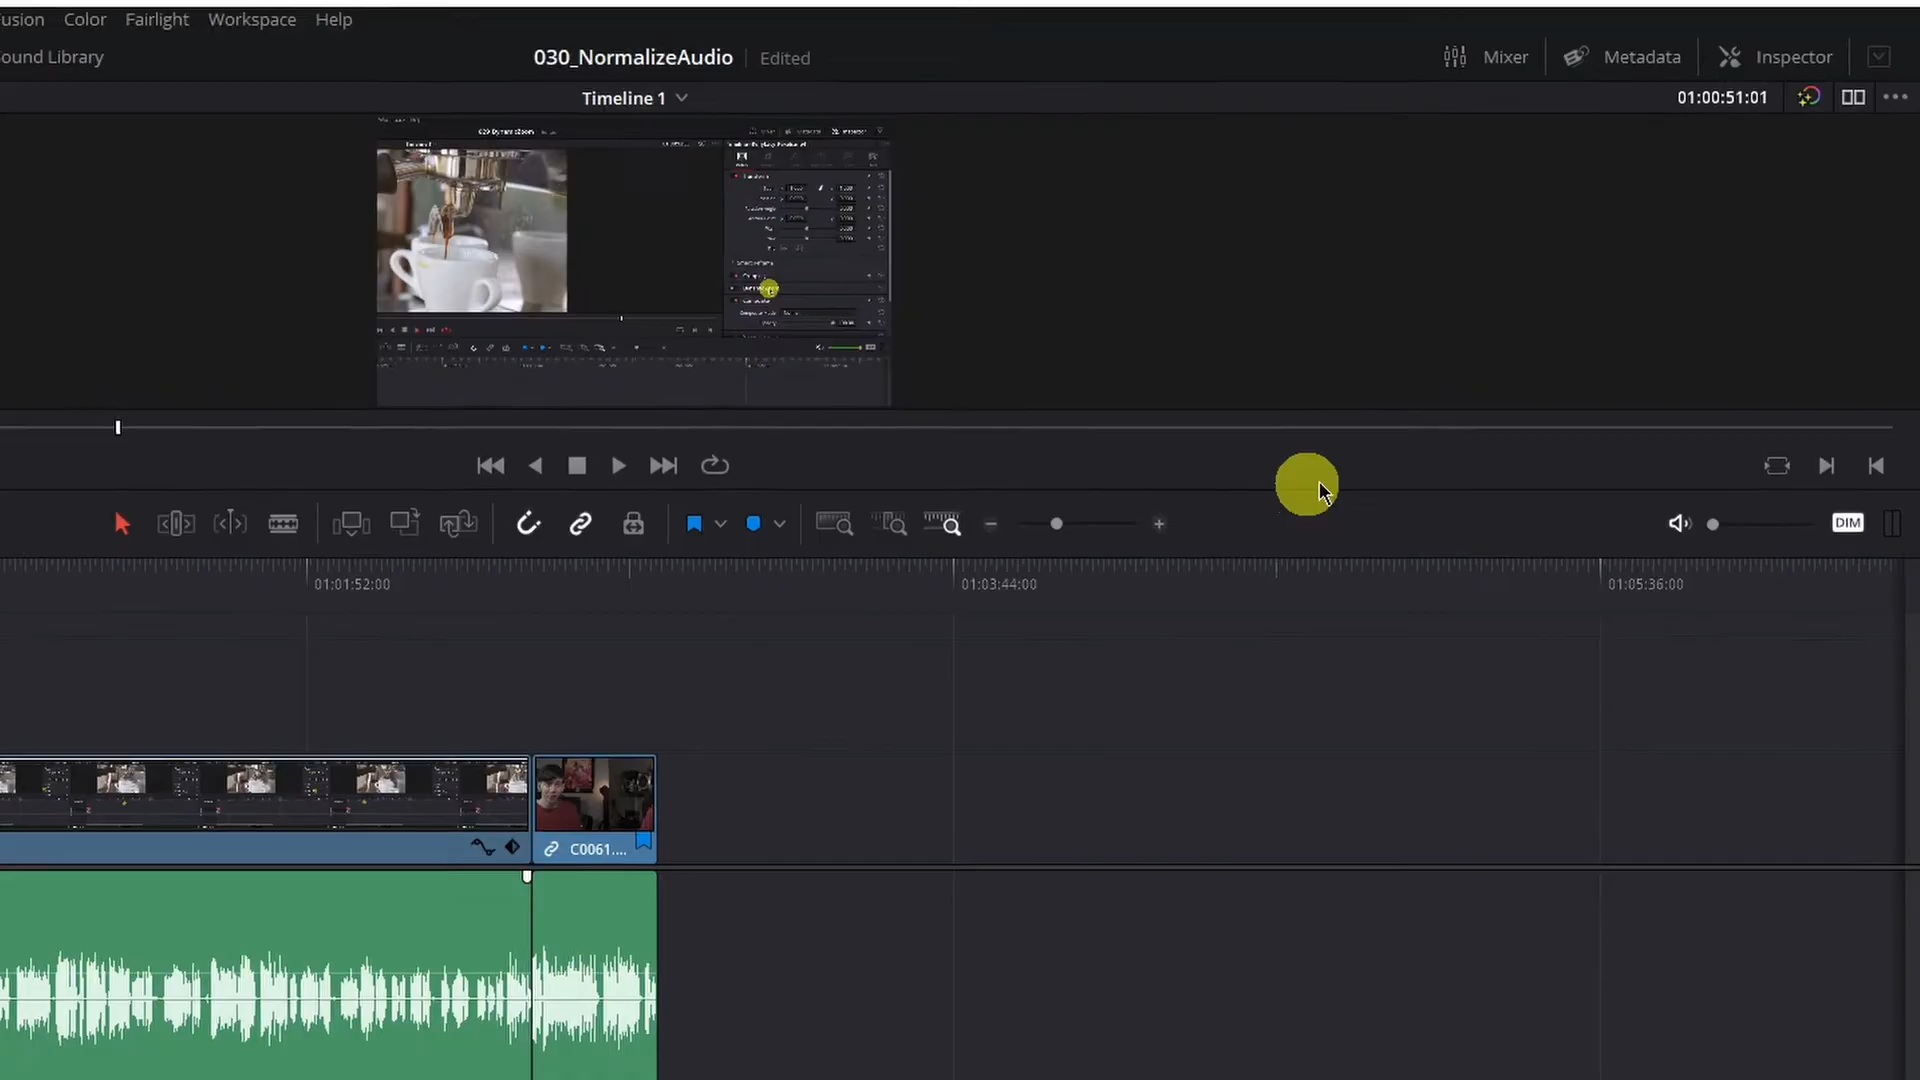 usion Color Fairlight Workspace Help
ound Library
030_NormalizeAudio Edited
Mixer Metadata Inspector
Timeline 1
01:00:51:01
DIM
01:01:52:00 01:03:44:00 01:05:36:00
C0061....